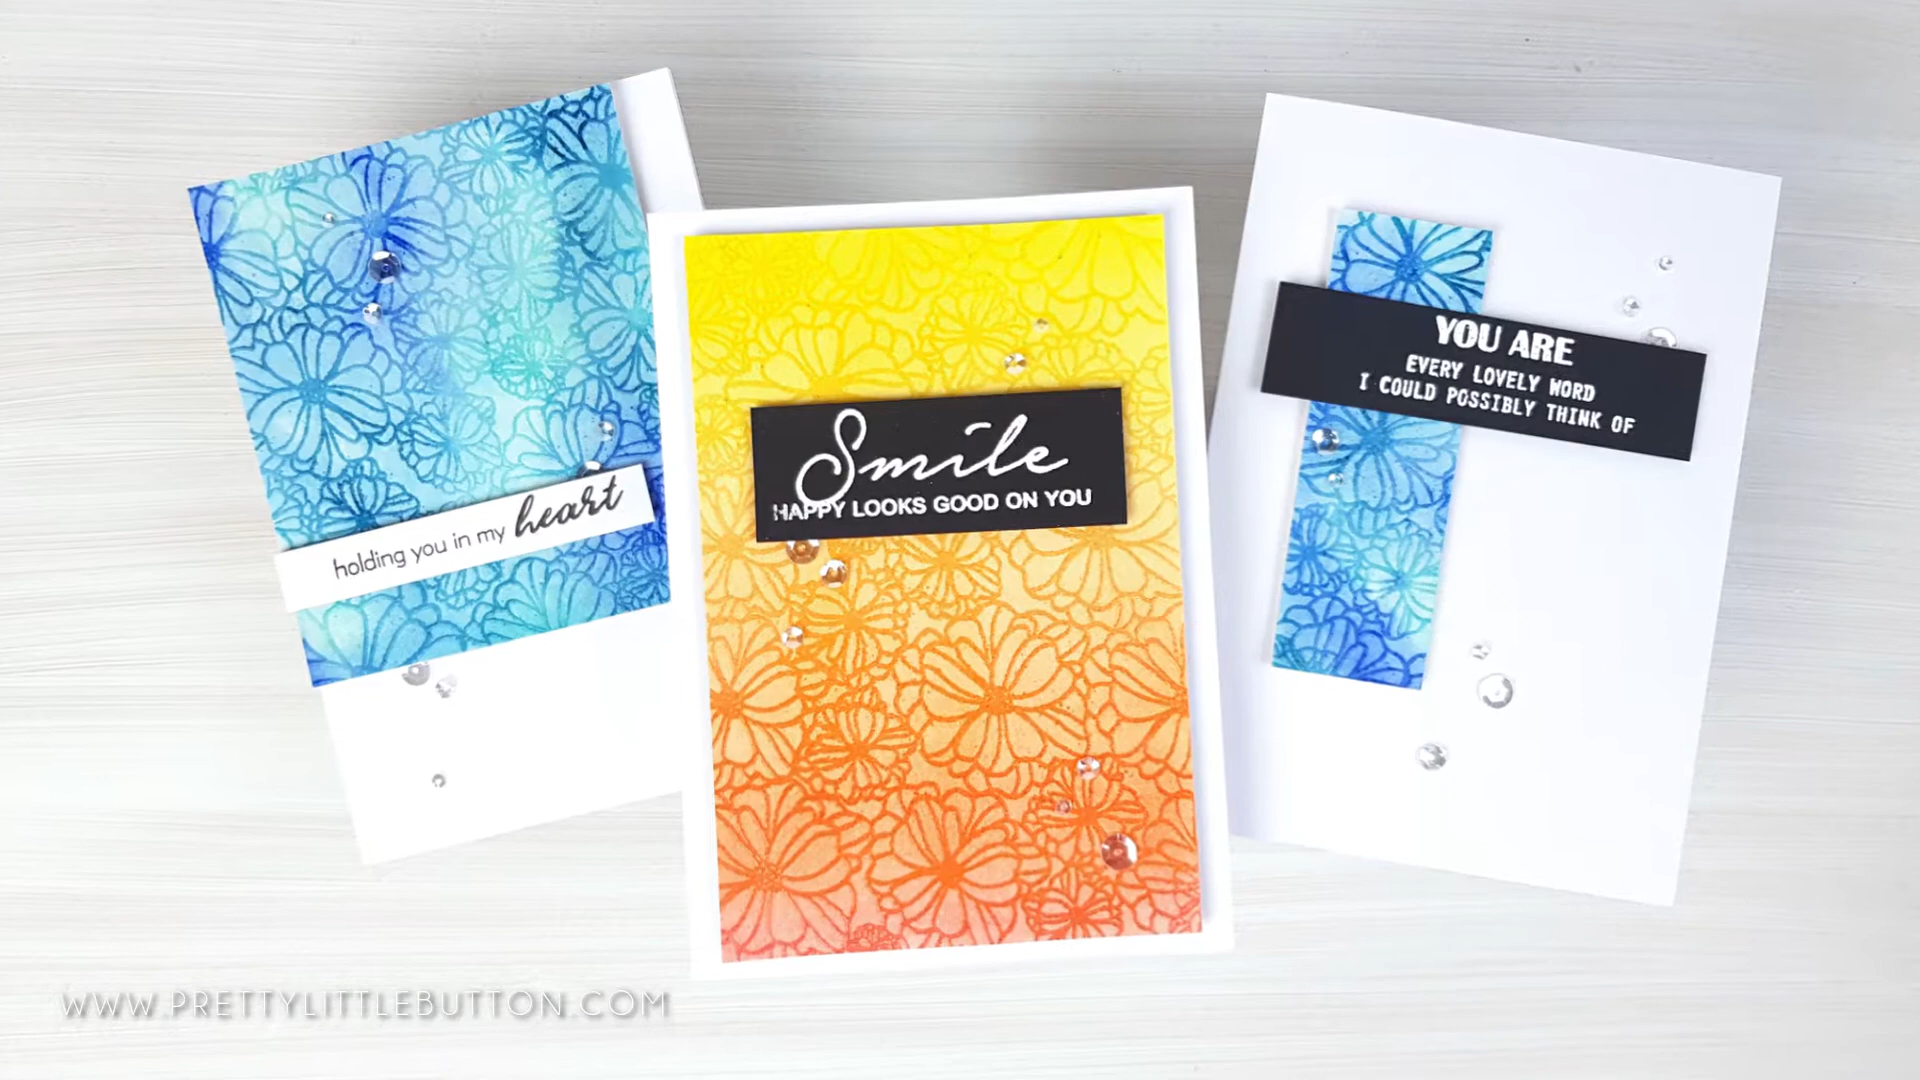 holding you in my heart
Smile
HAPPY LOOKS GOOD ON YOU
YOU ARE
EVERY LOVELY WORD
I COULD POSSIBLY THINK OF
WWW.PRETTYLITTLEBUTTON.COM